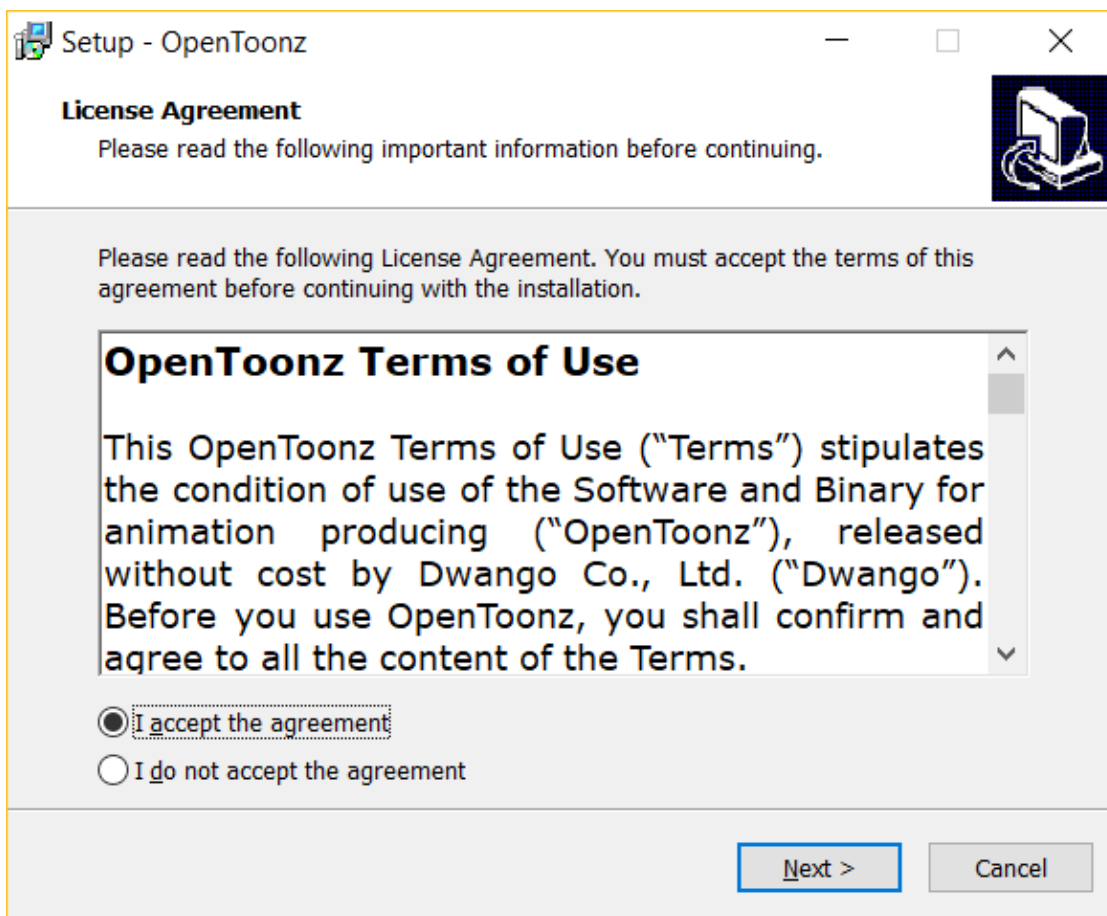 Setup - OpenToonz
License Agreement
Please read the following important information before continuing.
Please read the following License Agreement. You must accept the terms of this
agreement before continuing with the installation.
OpenToonz Terms of Use
This OpenToonz Terms of Use (“Terms”) stipulates
the condition of use of the Software and Binary for
animation producing (“OpenToonz”), released
without cost by Dwango Co., Ltd. (“Dwango”).
Before you use OpenToonz, you shall confirm and
agree to all the content of the Terms.
I accept the agreement
I do not accept the agreement
Next >
Cancel